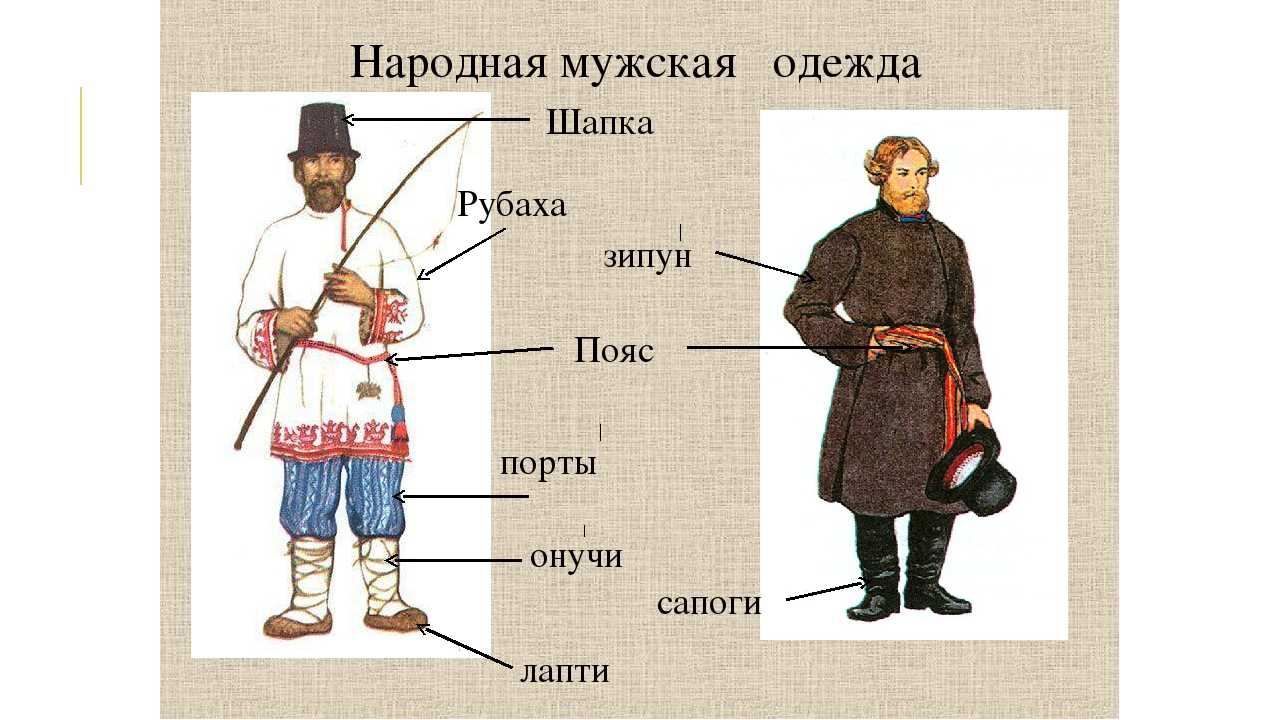 Народная мужская одежда
Шапка
Рубаха
зипун
Пояс
порты
онучи
сапоги
лапти